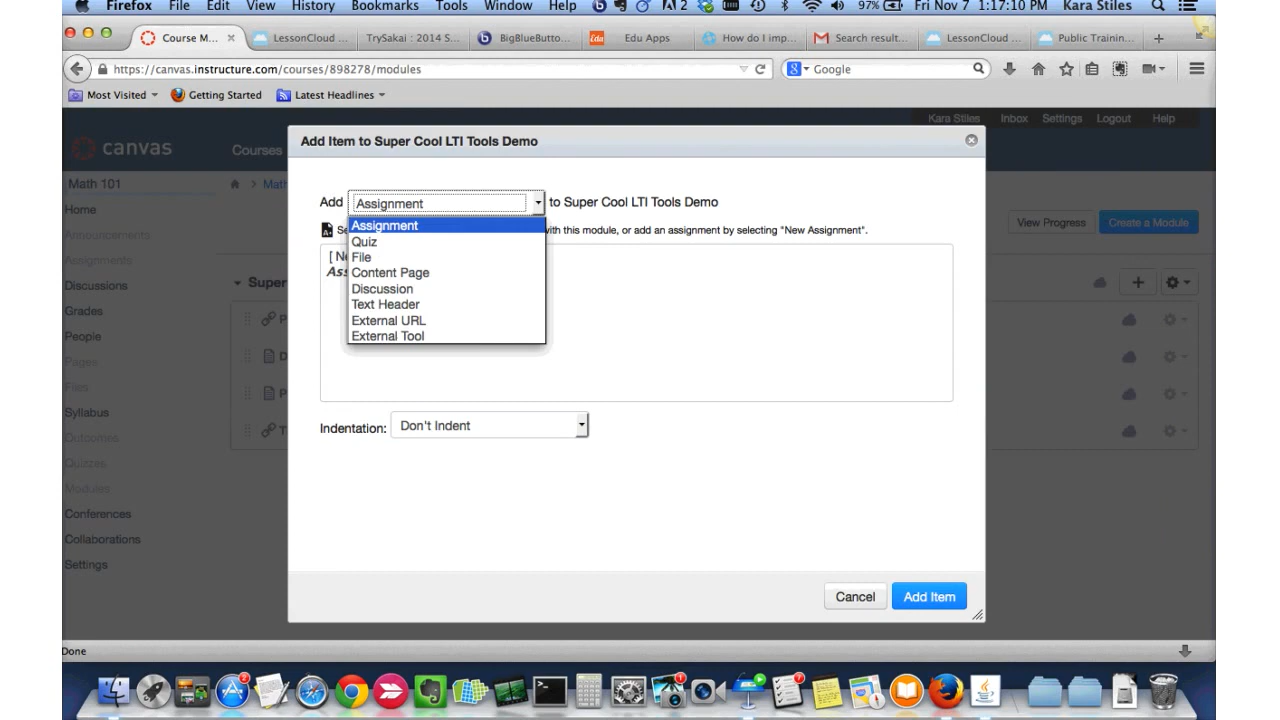 Firefox File Edit View History Bookmarks Tools Window Help 2 97% Fri Nov 7 1:17:10 PM Kara Stiles
Course M... LessonCloud ... TrySakai : 2014 S... BigBlueButto... Edu Apps How do I imp... Search result... LessonCloud ... Public Trainin...
https://canvas.instructure.com/courses/898278/modules Google
Most Visited Getting Started Latest Headlines
Kara Stiles Inbox Settings Logout Help
canvas Courses
Add Item to Super Cool LTI Tools Demo
Math 101
Math
Home
Announcements
Assignments
Discussions
Grades
People
Pages
Files
Syllabus
Outcomes
Quizzes
Modules
Conferences
Collaborations
Settings
View Progress Create a Module
Super
Add Assignment to Super Cool LTI Tools Demo
Se with this module, or add an assignment by selecting "New Assignment".
Assignment
Quiz
File
Content Page
Discussion
Text Header
External URL
External Tool
[ Ne
Ass
P
D
P
T
Indentation: Don't Indent
Cancel Add Item
Done